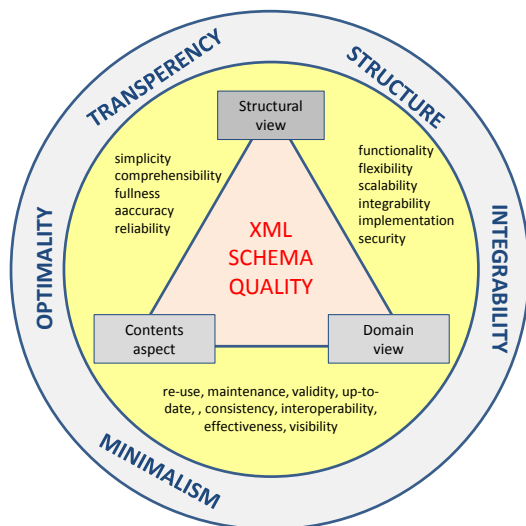 TRANSPERENCY
STRUCTURE
Structural
view
simplicity
comprehensibility
fullness
aaccuracy
reliability
functionality
flexibility
scalability
integrability
implementation
security
OPTIMALITY
XML
SCHEMA
QUALITY
INTEGRABILITY
Contents
aspect
Domain
view
re-use, maintenance, validity, up-to-
date, , consistency, interoperability,
effectiveness, visibility
MINIMALISM